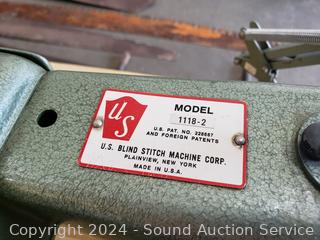 US
MODEL
1118-2
U.S. PAT. NO. 228667
AND FOREIGN PATENTS
U.S. BLIND STITCH MACHINE CORP.
PLAINVIEW, NEW YORK
MADE IN U.S.A.
Copyright 2024 - Sound Auction Service